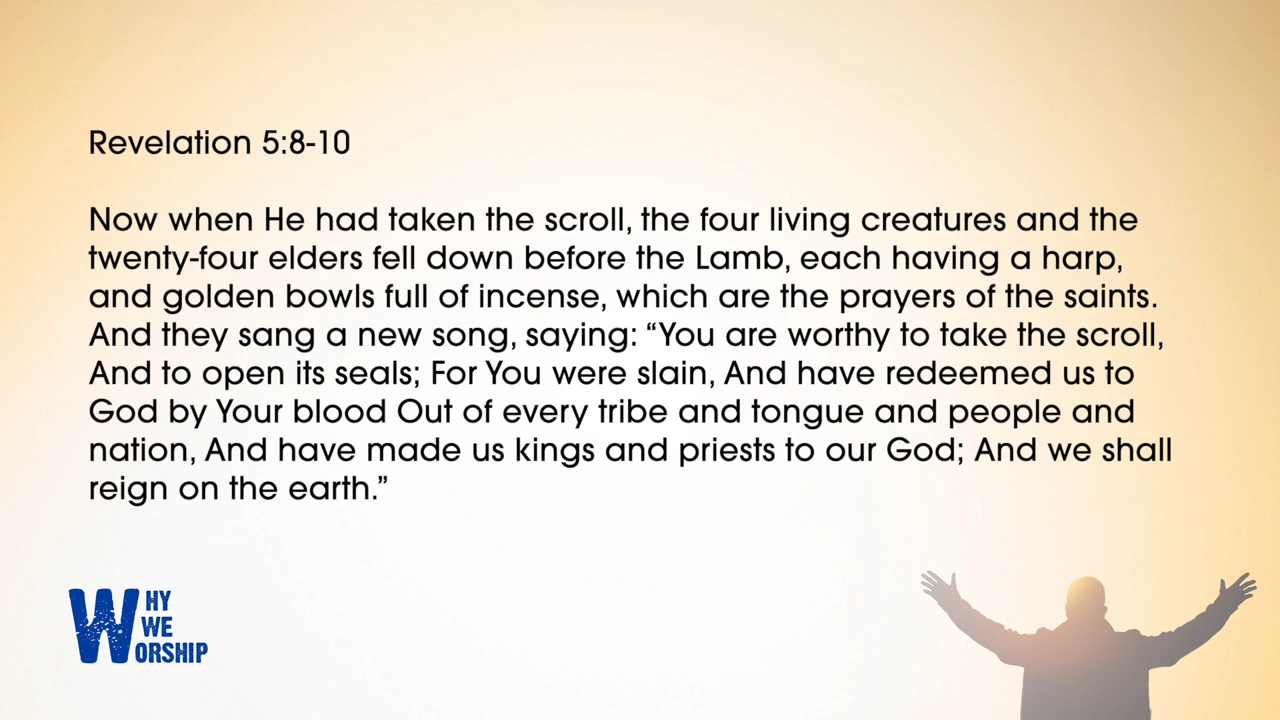 Revelation 5:8-10
Now when He had taken the scroll, the four living creatures and the
twenty-four elders fell down before the Lamb, each having a harp,
and golden bowls full of incense, which are the prayers of the saints.
And they sang a new song, saying: “You are worthy to take the scroll,
And to open its seals; For You were slain, And have redeemed us to
God by Your blood Out of every tribe and tongue and people and
nation, And have made us kings and priests to our God; And we shall
reign on the earth.”
WHY
WE
WORSHIP